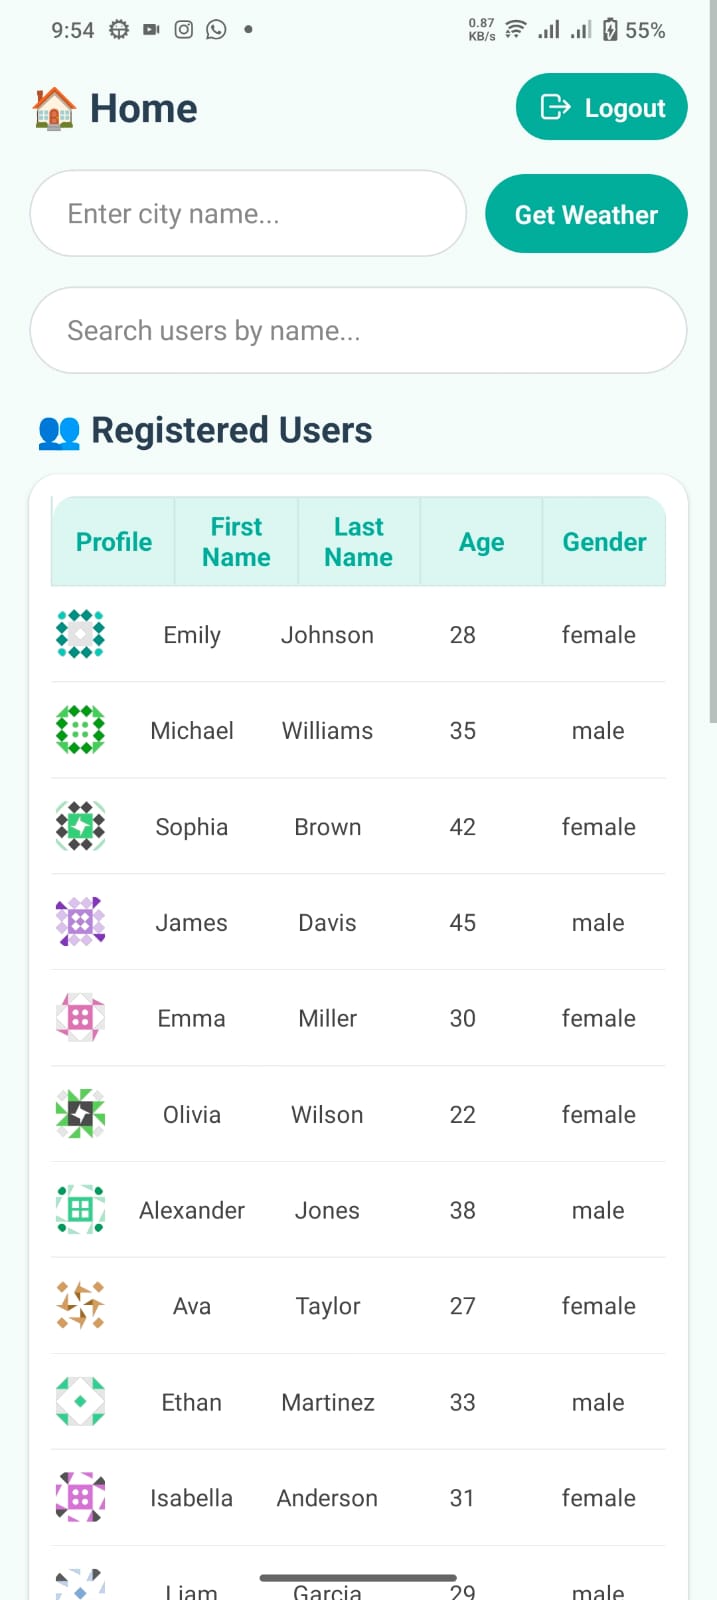 9:54 0.87 KB/s 55%
Home Logout
Enter city name... Get Weather
Search users by name...
Registered Users
Profile First Name Last Name Age Gender
Emily Johnson 28 female
Michael Williams 35 male
Sophia Brown 42 female
James Davis 45 male
Emma Miller 30 female
Olivia Wilson 22 female
Alexander Jones 38 male
Ava Taylor 27 female
Ethan Martinez 33 male
Isabella Anderson 31 female
Liam Garcia 29 male